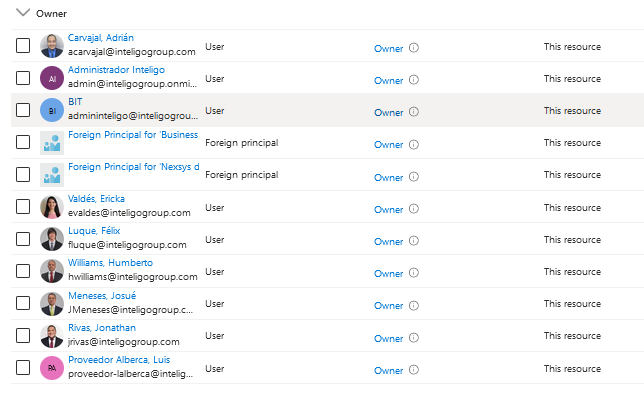 Owner
Carvajal, Adrián
acarvajal@inteligogroup.com
User
Owner
This resource
AI
Administrador Inteligo
admin@inteligogroup.onmi...
User
Owner
This resource
BI
BIT
admininteligo@inteligogrou...
User
Owner
This resource
Foreign Principal for 'Business
Foreign principal
Owner
This resource
Foreign Principal for 'Nexsys d
Foreign principal
Owner
This resource
Valdés, Ericka
evaldes@inteligogroup.com
User
Owner
This resource
Luque, Félix
fluque@inteligogroup.com
User
Owner
This resource
Williams, Humberto
hwilliams@inteligogroup.com
User
Owner
This resource
Meneses, Josué
JMeneses@inteligogroup.c...
User
Owner
This resource
Rivas, Jonathan
jrivas@inteligogroup.com
User
Owner
This resource
PA
Proveedor Alberca, Luis
proveedor-lalberca@intelig...
User
Owner
This resource